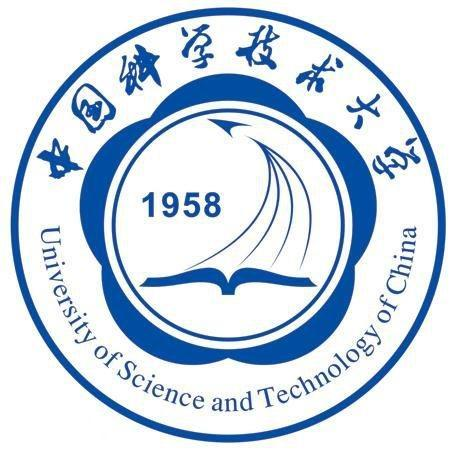 中国科学技术大学
1958
University of Science and Technology of China